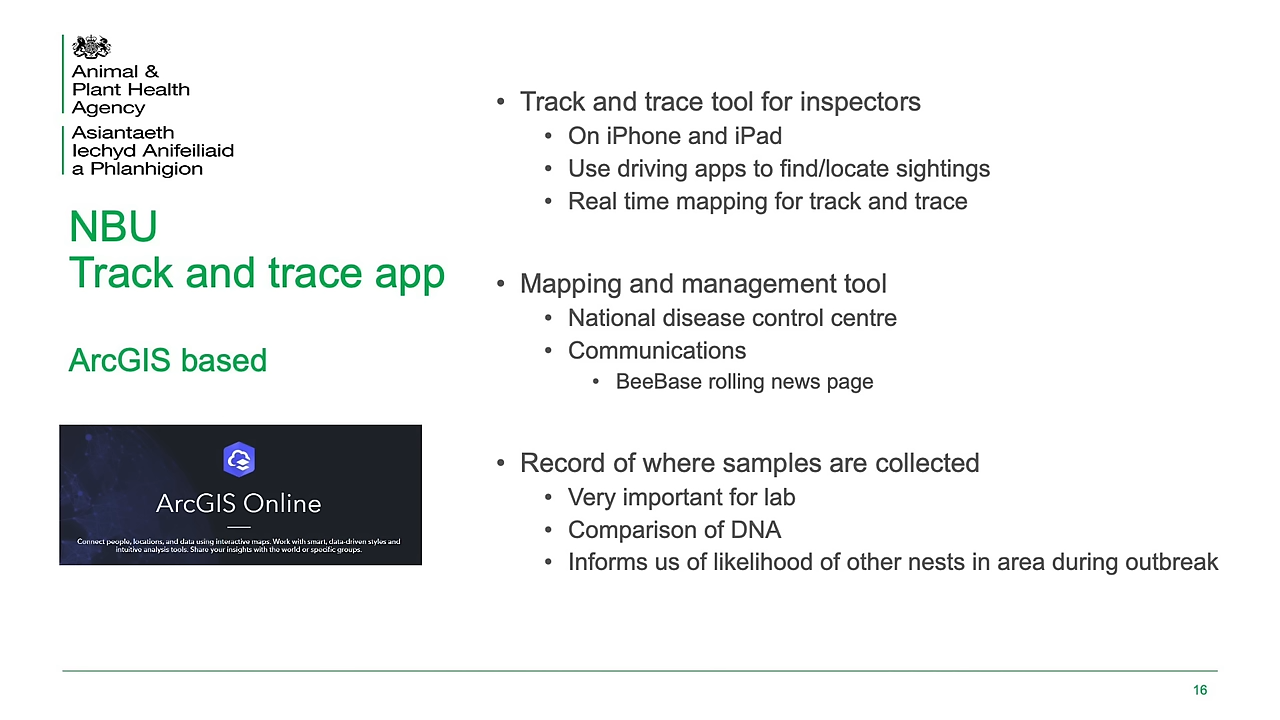 Animal &
Plant Health
Agency
Asiantaeth
Iechyd Anifeiliaid
a Phlanhigion
NBU
Track and trace app
ArcGIS based
ArcGIS Online
Connect people, locations, and data using interactive maps. Work with smart, data-driven styles and
intuitive analysis tools. Share your insights with the world or specific groups.
• Track and trace tool for inspectors
• On iPhone and iPad
• Use driving apps to find/locate sightings
• Real time mapping for track and trace
• Mapping and management tool
• National disease control centre
• Communications
• BeeBase rolling news page
• Record of where samples are collected
• Very important for lab
• Comparison of DNA
• Informs us of likelihood of other nests in area during outbreak
16